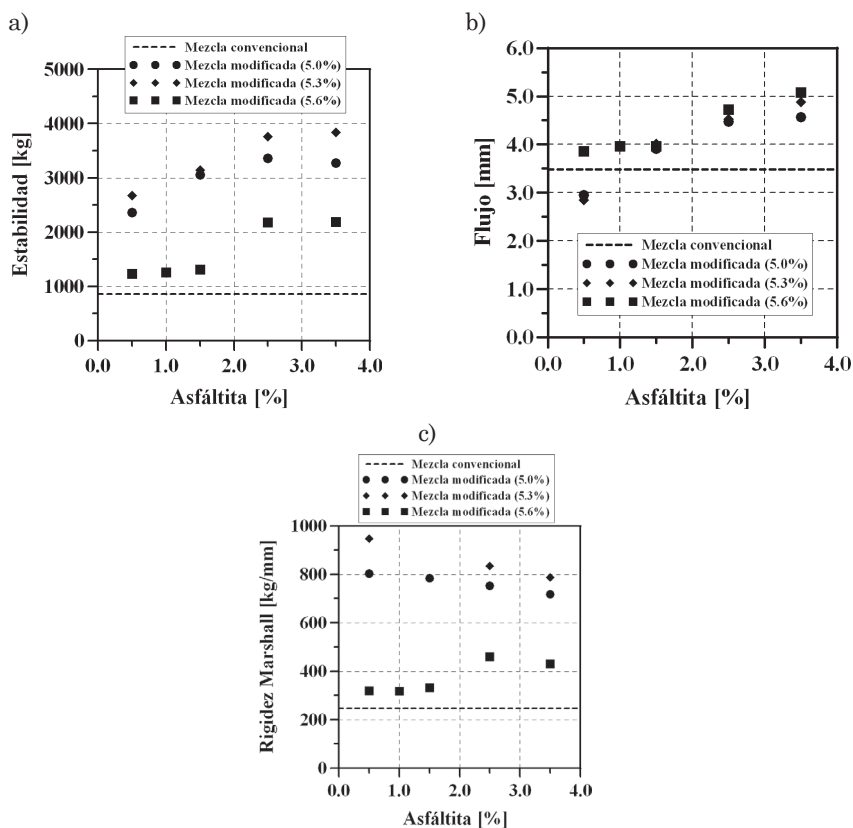 a)
Mezcla convencional
Mezcla modificada (5.0%)
Mezcla modificada (5.3%)
Mezcla modificada (5.6%)
5000
4000
3000
2000
1000
0
Estabilidad [kg]
0.0 1.0 2.0 3.0 4.0
Asfáltita [%]
b)
6.0
5.0
4.0
3.0
2.0
1.0
0.0
Flujo [mm]
Mezcla convencional
Mezcla modificada (5.0%)
Mezcla modificada (5.3%)
Mezcla modificada (5.6%)
0.0 1.0 2.0 3.0 4.0
Asfáltita [%]
c)
Mezcla convencional
Mezcla modificada (5.0%)
Mezcla modificada (5.3%)
Mezcla modificada (5.6%)
1000
800
600
400
200
0
Rigidez Marshall [kg/mm]
0.0 1.0 2.0 3.0 4.0
Asfáltita [%]